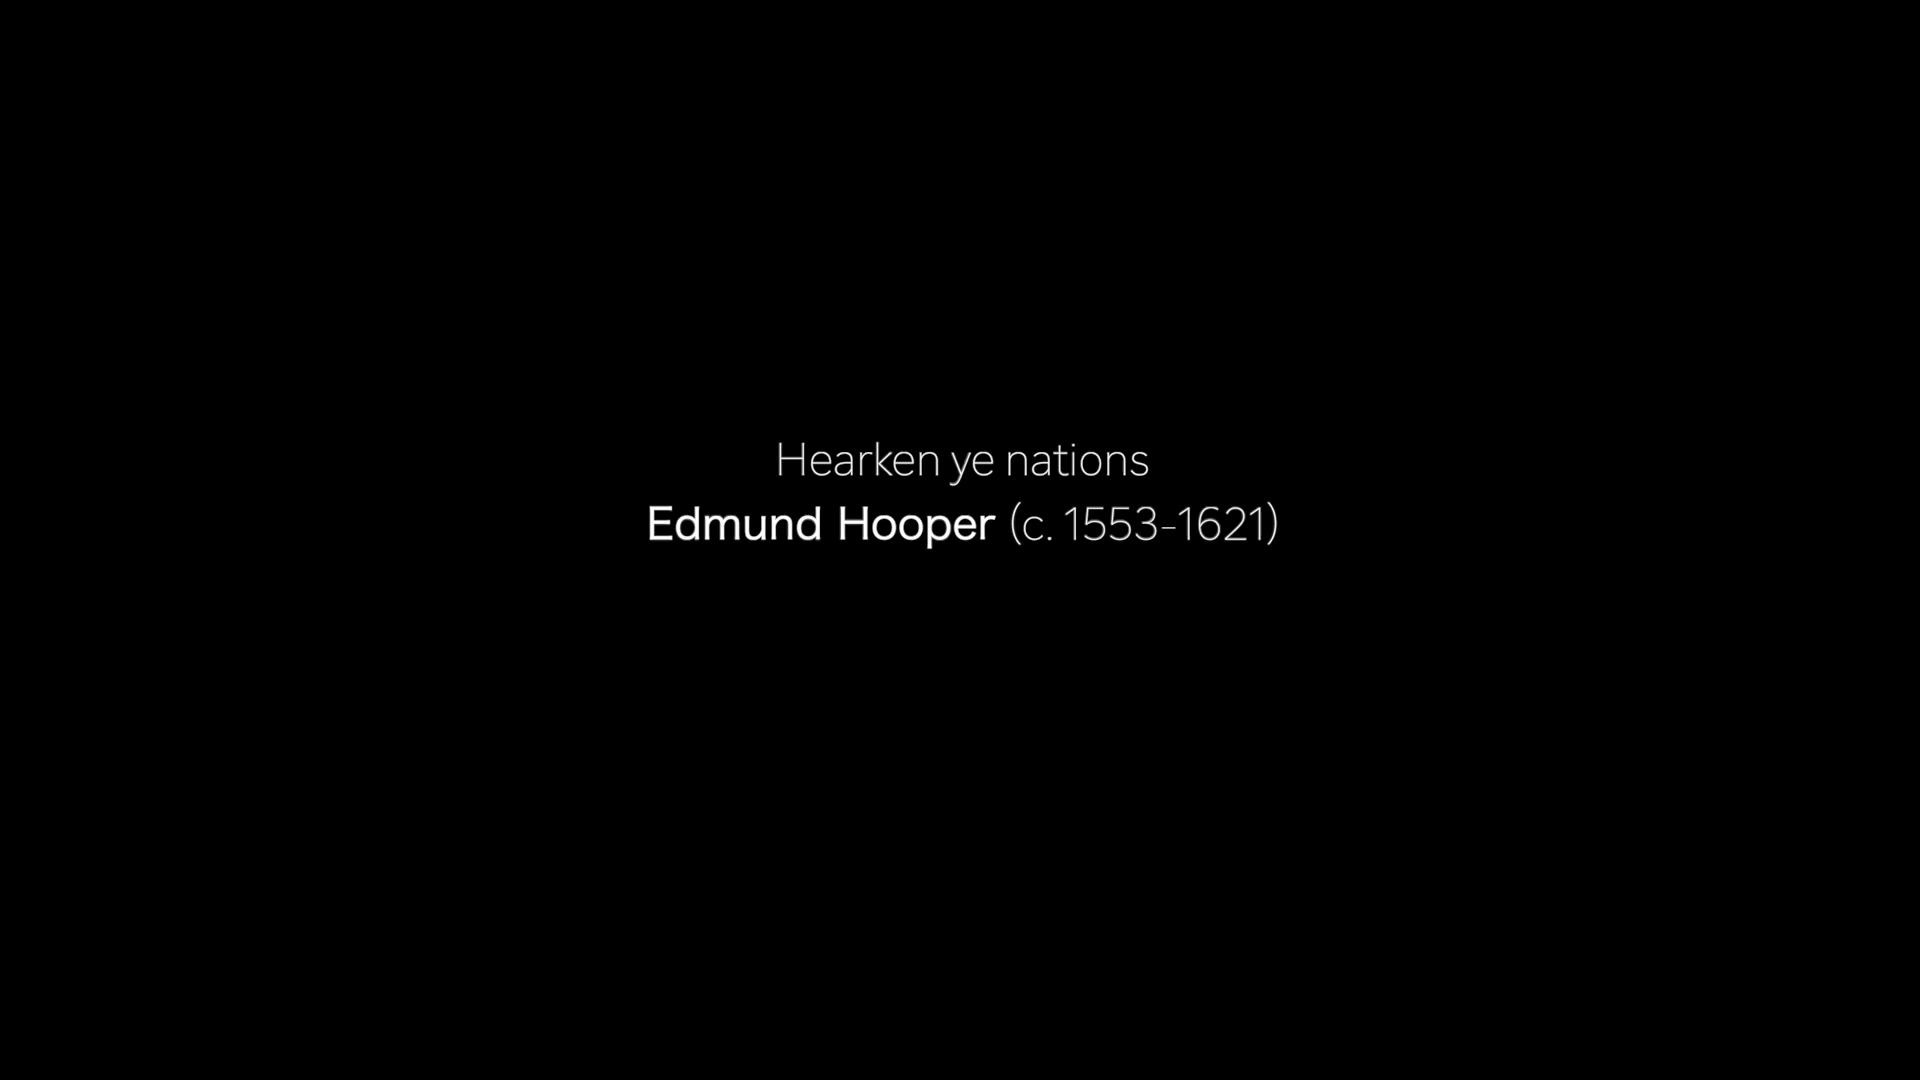 Hearken ye nations
Edmund Hooper (c. 1553-1621)